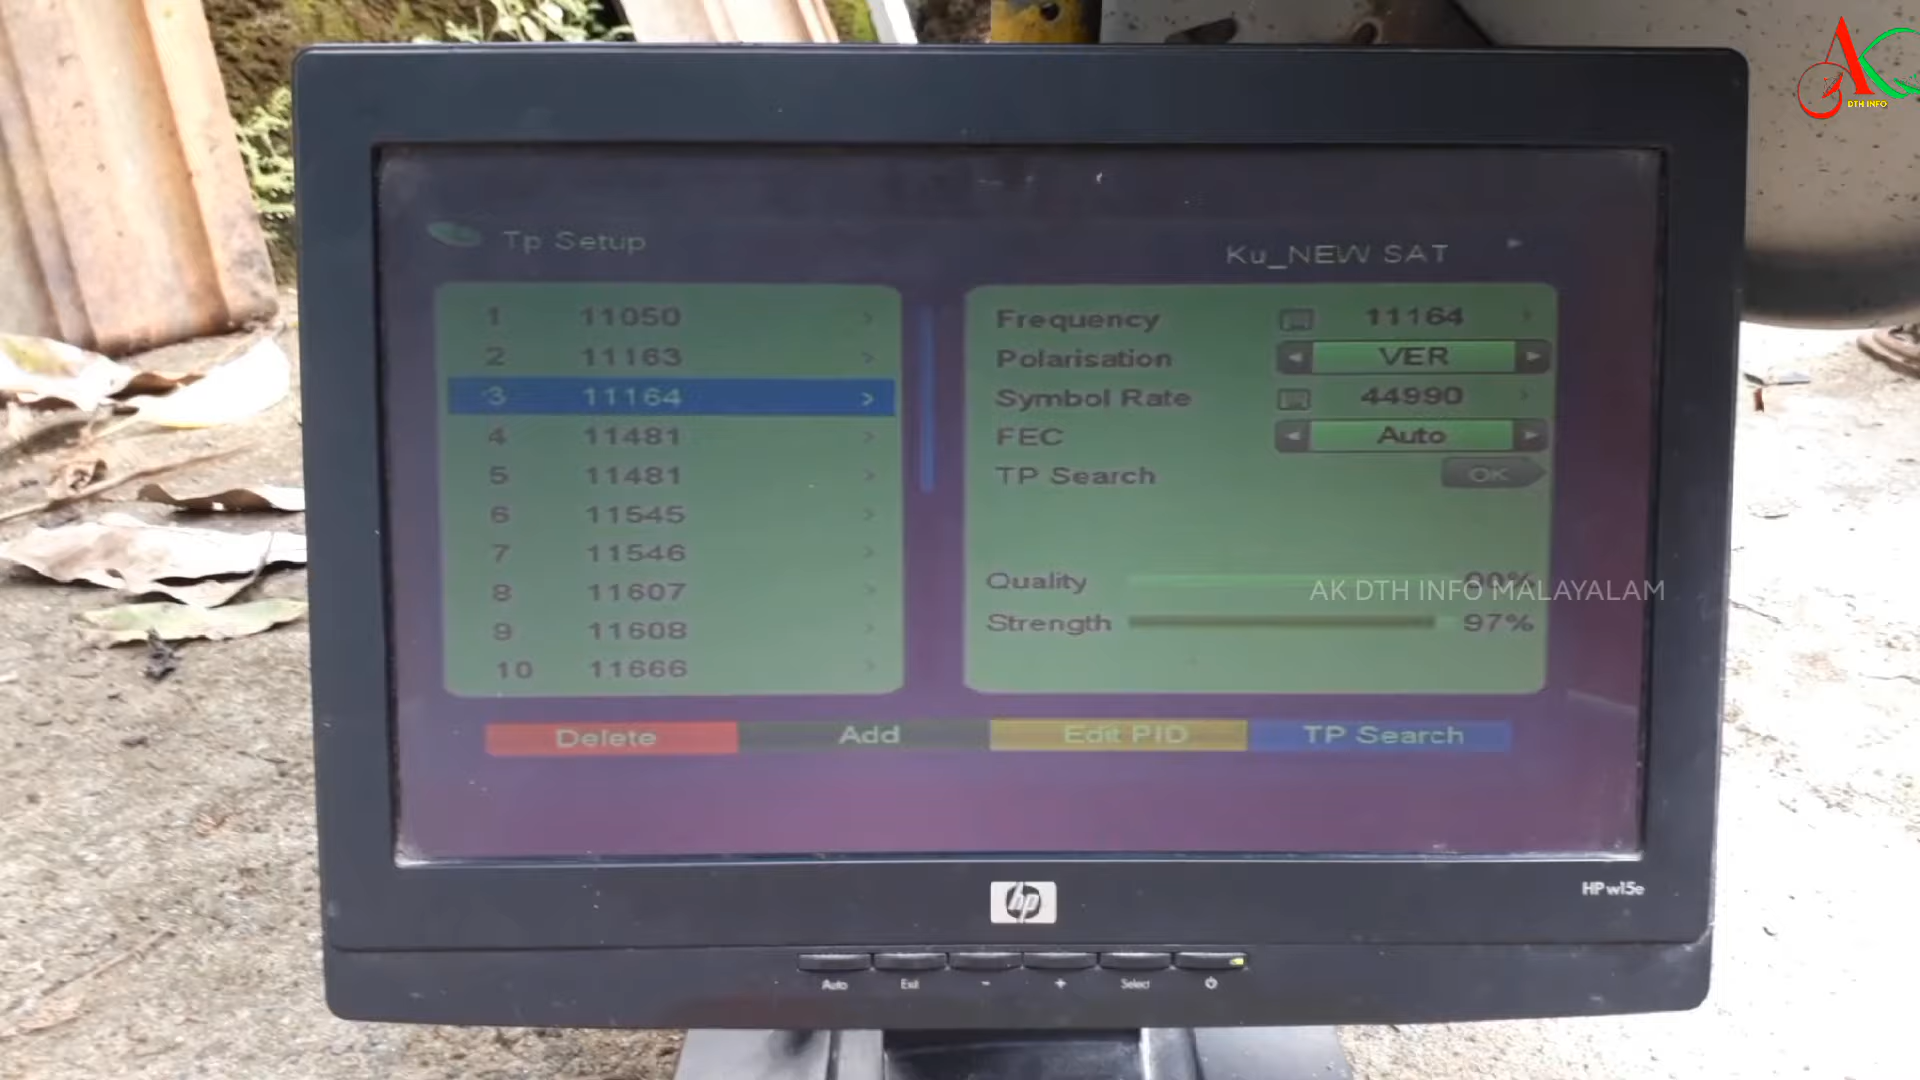 DTH INFO
Tp Setup
Ku_NEW SAT
1 11050 >
2 11163 >
3 11164 >
4 11481 >
5 11481 >
6 11545 >
7 11546 >
8 11607 >
9 11608 >
10 11666 >
Frequency 11164
Polarisation VER
Symbol Rate 44990
FEC Auto
TP Search OK
Quality
AK DTH INFO MALAYALAM
Strength 97%
Delete Add Edit PID TP Search
hp
HP w15e
Auto Exit - + Select